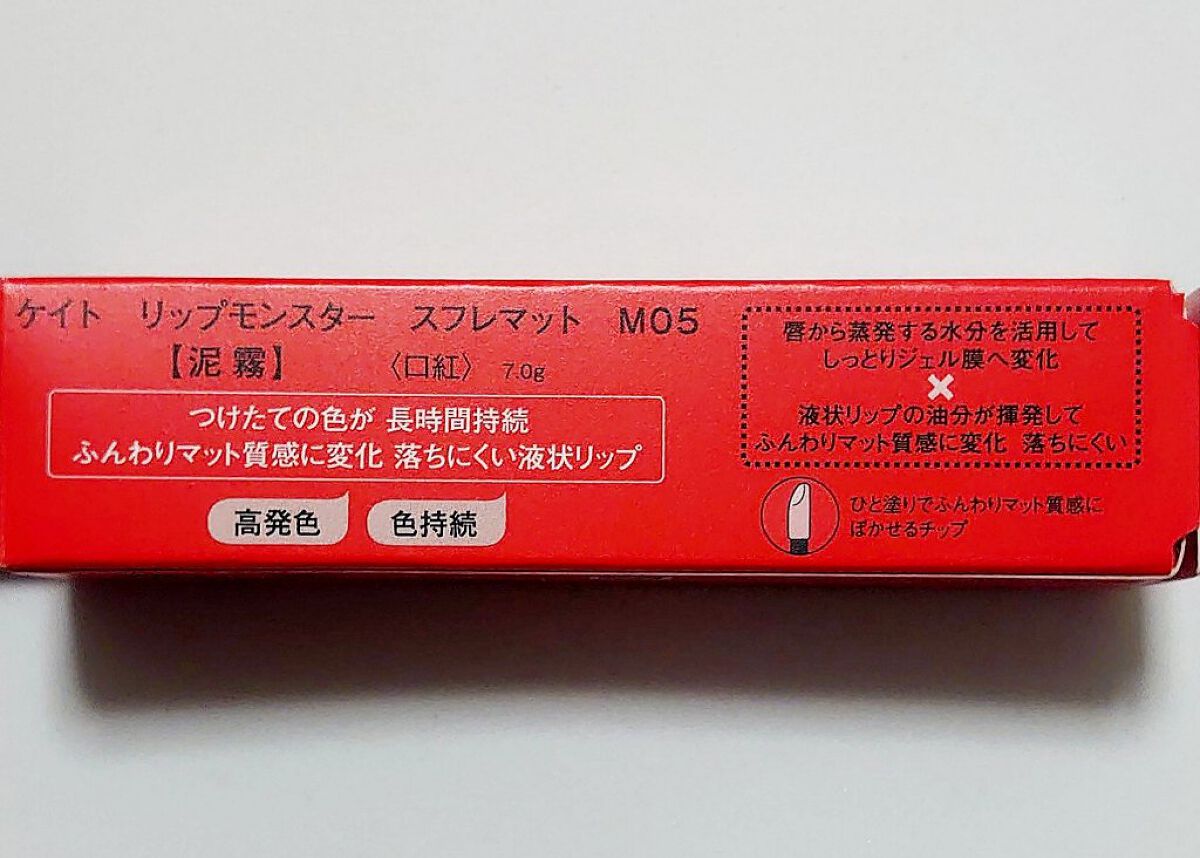 ケイト リップモンスター スフレマット M05
【泥霧】 〈口紅〉 7.0g
つけたての色が 長時間持続
ふんわりマット質感に変化 落ちにくい液状リップ
高発色 色持続
唇から蒸発する水分を活用して
しっとりジェル膜へ変化
×
液状リップの油分が揮発して
ふんわりマット質感に変化 落ちにくい
ひと塗りでふんわりマット質感に
ぼかせるチップ